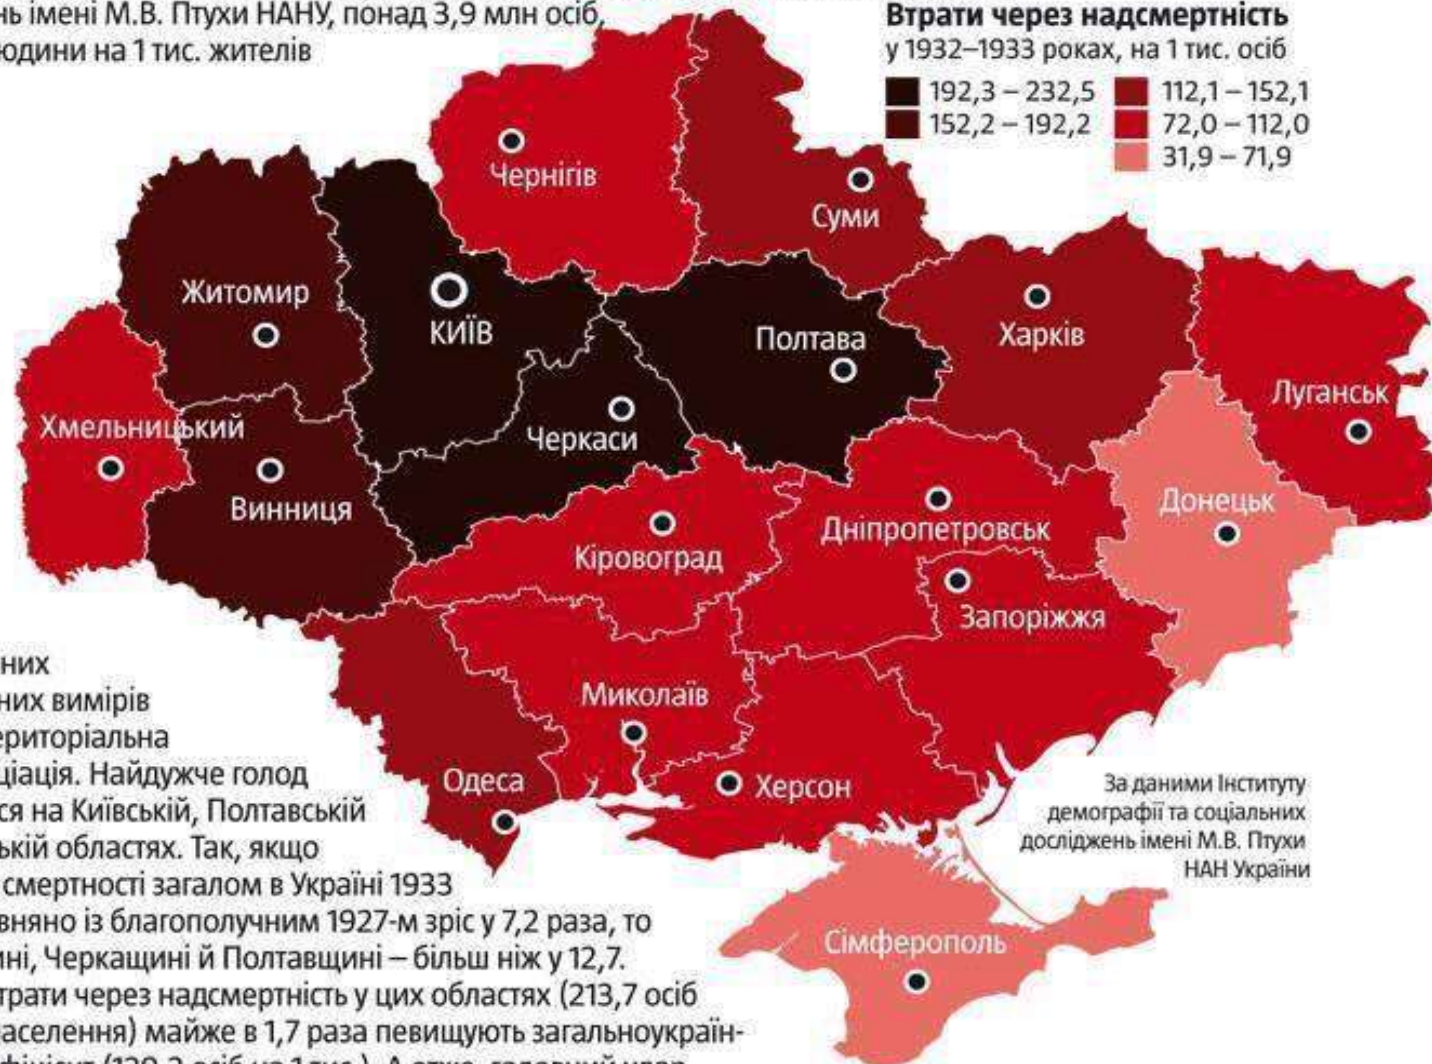 нь імені М.В. Птухи НАНУ, понад 3,9 млн осіб,
юдини на 1 тис. жителів
Втрати через надсмертність
у 1932–1933 роках, на 1 тис. осіб
192,3 – 232,5
112,1 – 152,1
152,2 – 192,2
72,0 – 112,0
31,9 – 71,9
Чернігів
Суми
Житомир
КИЇВ
Полтава
Харків
Луганськ
Хмельницький
Черкаси
Винниця
Донецьк
Дніпропетровськ
Кіровоград
Запоріжжя
Миколаїв
Одеса
Херсон
Сімферополь
За даними Інституту
демографії та соціальних
досліджень імені М.В. Птухи
НАН України
них
них вимірів
ериторіальна
ціація. Найдужче голод
ся на Київській, Полтавській
ькій областях. Так, якщо
смертності загалом в Україні 1933
вняно із благополучним 1927-м зріс у 7,2 раза, то
ині, Черкащині й Полтавщині – більш ніж у 12,7.
трати через надсмертність у цих областях (213,7 осіб
населення) майже в 1,7 раза певищують загальноукраїн-